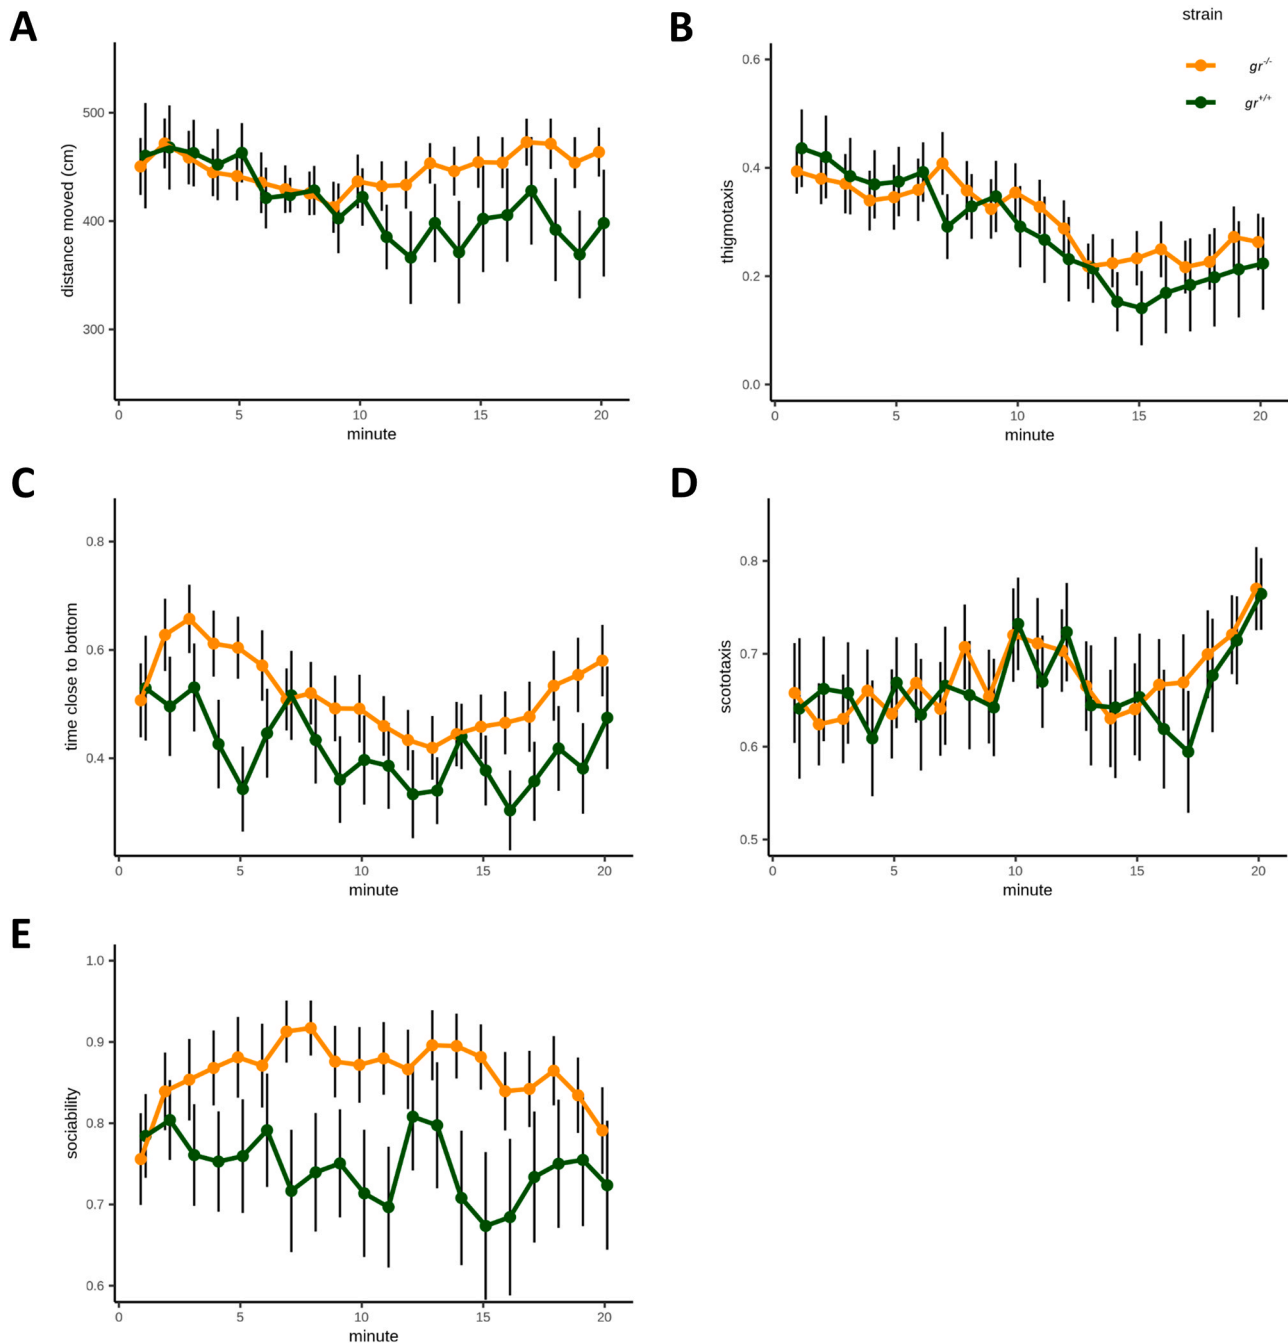 A
B
strain
gr-/-
gr+/+
500
400
300
distance moved (cm)
0 5 10 15 20
minute
0.6
0.4
0.2
0.0
thigmotaxis
0 5 10 15 20
minute
C
D
0.8
0.6
0.4
time close to bottom
0 5 10 15 20
minute
0.8
0.7
0.6
0.5
scototaxis
0 5 10 15 20
minute
E
1.0
0.9
0.8
0.7
0.6
sociability
0 5 10 15 20
minute